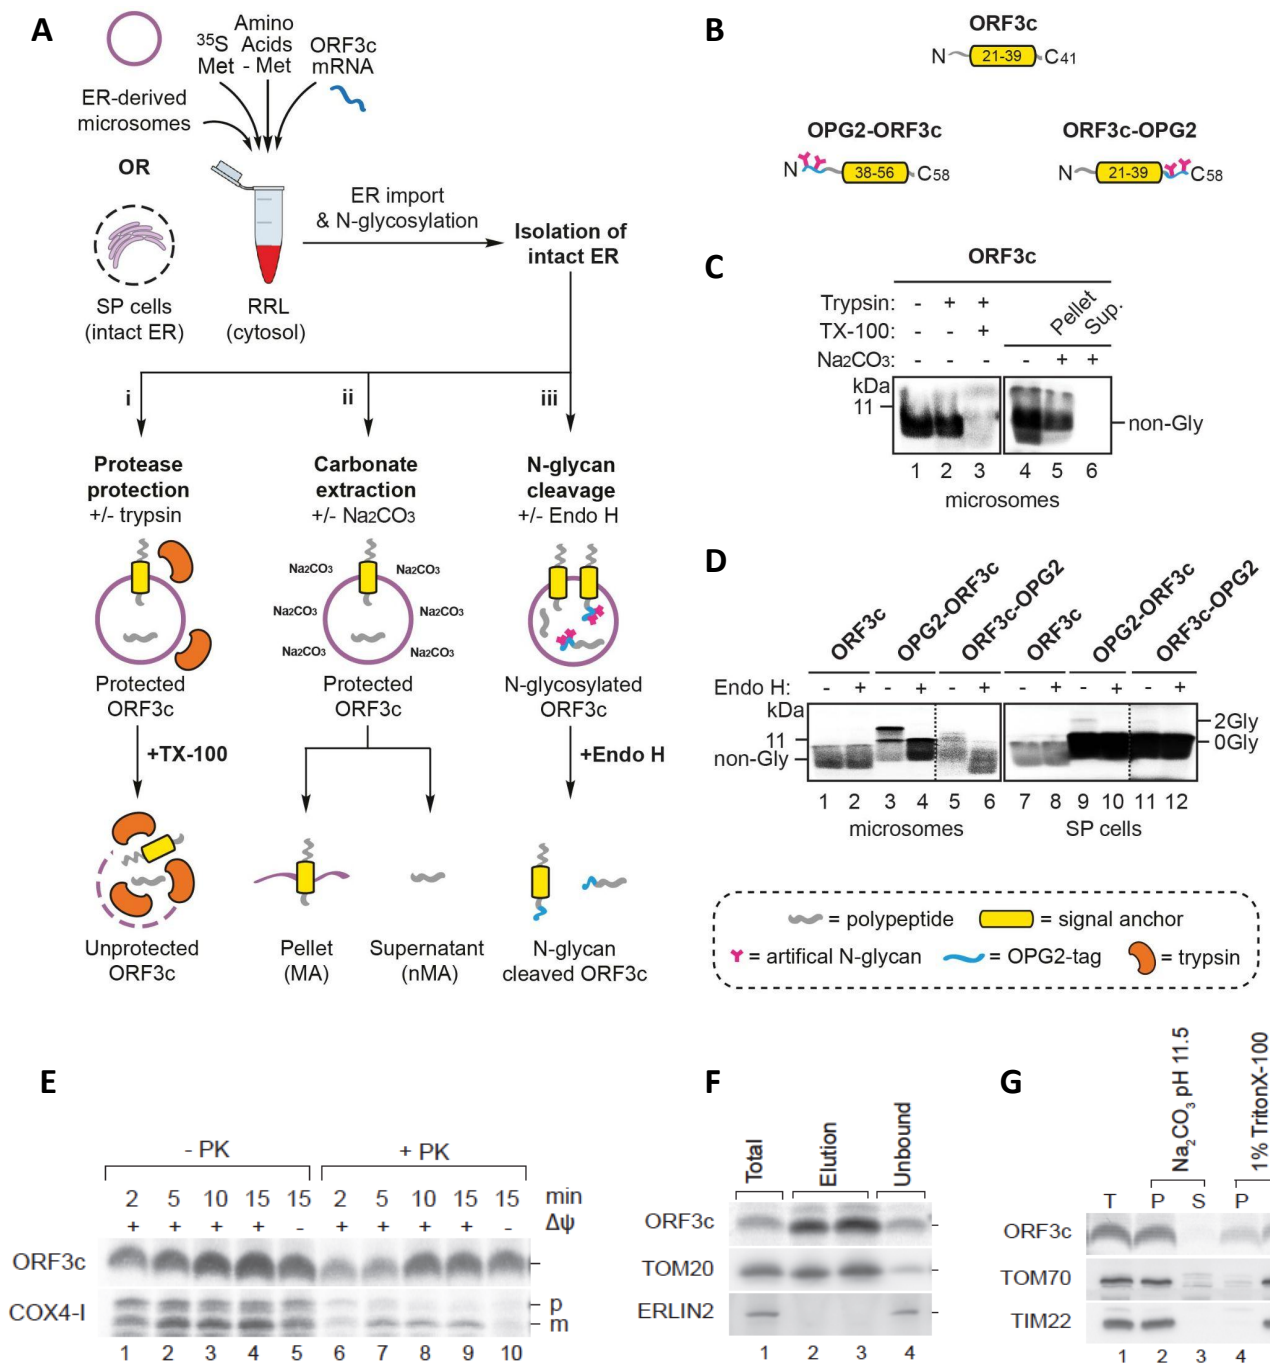 A
35S
Met
Amino
Acids
- Met
ORF3c
mRNA
ER-derived
microsomes
OR
SP cells
(intact ER)
RRL
(cytosol)
ER import
& N-glycosylation
Isolation of
intact ER
i
ii
iii
Protease
protection
+/- trypsin
Carbonate
extraction
+/- Na2CO3
N-glycan
cleavage
+/- Endo H
Na2CO3 Na2CO3
Na2CO3 Na2CO3
Na2CO3 Na2CO3
Protected
ORF3c
Protected
ORF3c
N-glycosylated
ORF3c
+TX-100
+Endo H
Unprotected
ORF3c
Pellet
(MA)
Supernatant
(nMA)
N-glycan
cleaved ORF3c
B
ORF3c
N 21-39 C41
OPG2-ORF3c
N 38-56 C58
ORF3c-OPG2
N 21-39 C58
C
ORF3c
Trypsin: - + +
TX-100: - - +
Pellet
Sup.
Na2CO3: - - - - + +
kDa
11
non-Gly
1 2 3 4 5 6
microsomes
D
ORF3c OPG2-ORF3c ORF3c-OPG2 ORF3c OPG2-ORF3c ORF3c-OPG2
Endo H: - + - + - + - + - + - +
kDa
11
non-Gly
2Gly
0Gly
1 2 3 4 5 6 7 8 9 10 11 12
microsomes SP cells
= polypeptide = signal anchor
= artifical N-glycan = OPG2-tag = trypsin
E
- PK + PK
2 5 10 15 15 2 5 10 15 15 min
+ + + + - + + + + - Δψ
ORF3c
COX4-I
p
m
1 2 3 4 5 6 7 8 9 10
F
Total Elution Unbound
ORF3c
TOM20
ERLIN2
1 2 3 4
G
Na2CO3 pH 11.5
1% TritonX-100
T P S P
ORF3c
TOM70
TIM22
1 2 3 4